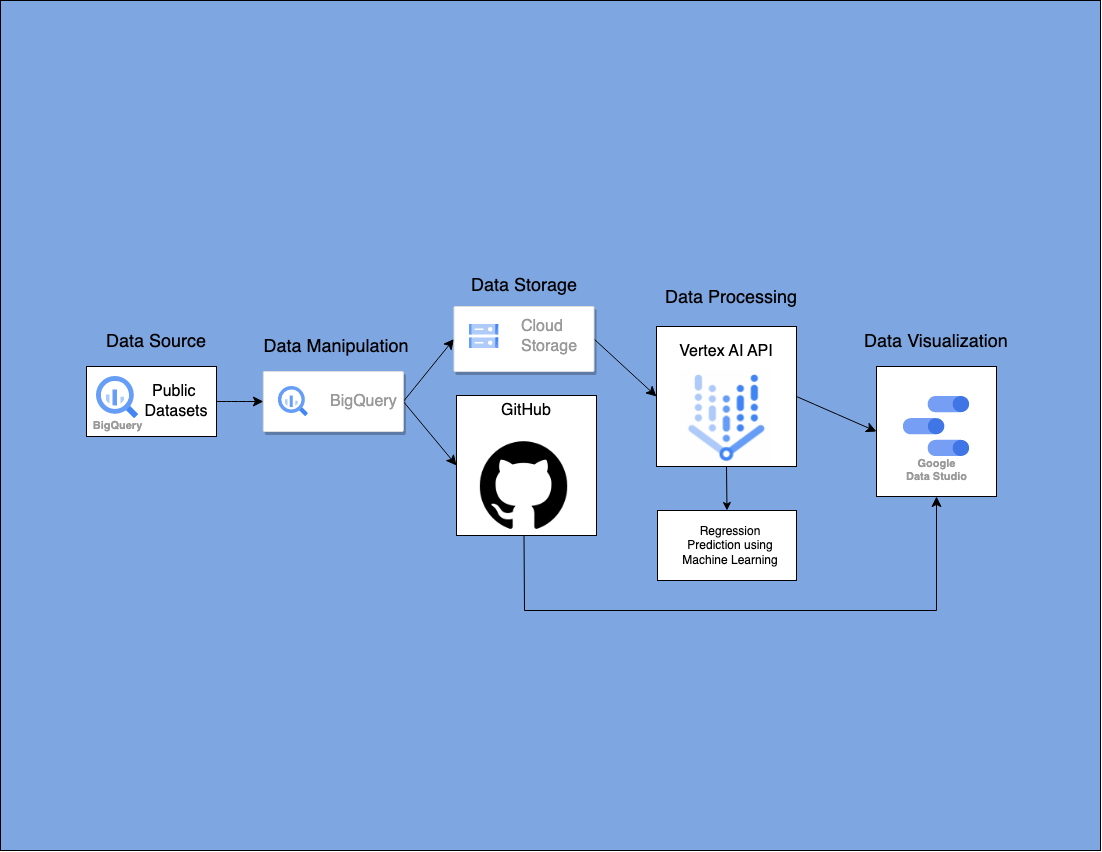 Data Source
Public
Datasets
BigQuery
Data Manipulation
BigQuery
Data Storage
Cloud
Storage
GitHub
Data Processing
Vertex AI API
Regression
Prediction using
Machine Learning
Data Visualization
Google
Data Studio